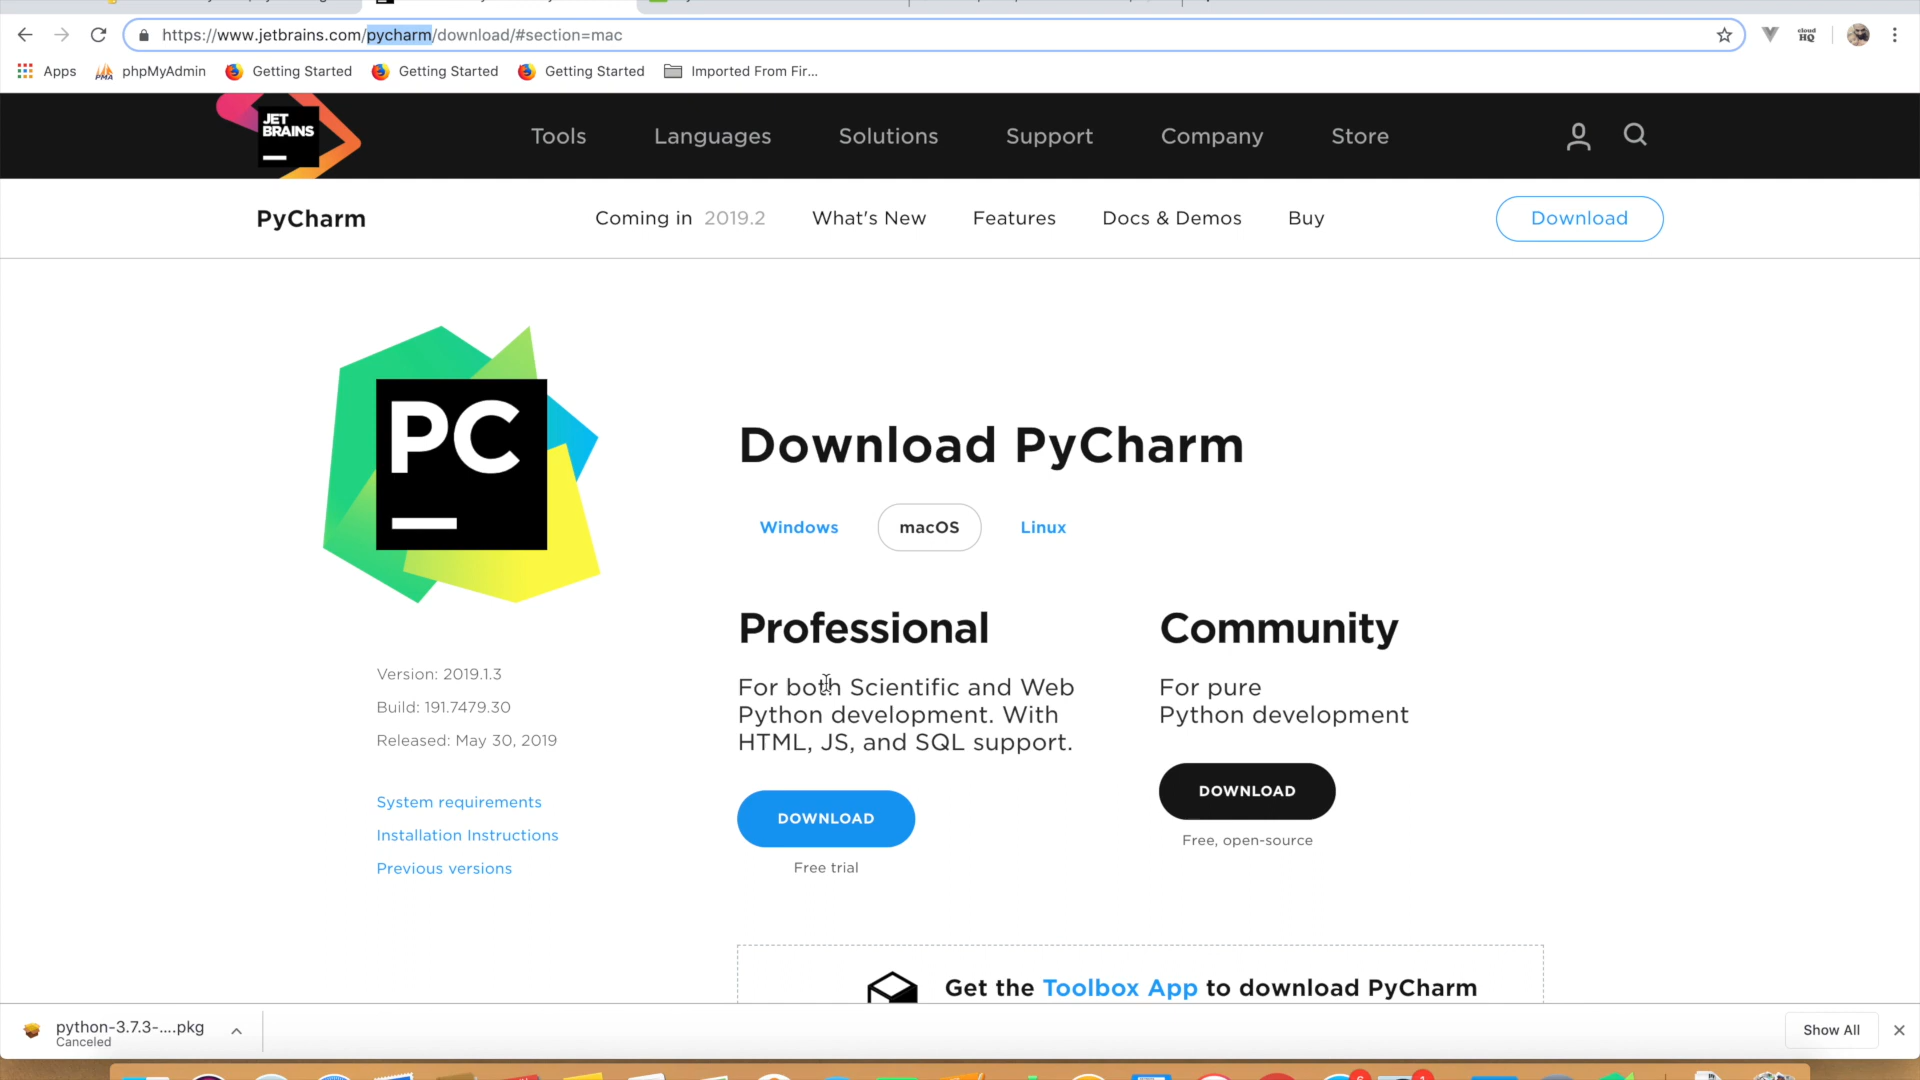 https://www.jetbrains.com/pycharm/download/#section=mac
cloud
HQ
Apps
PMA
phpMyAdmin
Getting Started
Getting Started
Getting Started
Imported From Fir...
JET
BRAINS
Tools
Languages
Solutions
Support
Company
Store
PyCharm
Coming in 2019.2
What's New
Features
Docs & Demos
Buy
Download
PC
Download PyCharm
Windows
macOS
Linux
Professional
For both Scientific and Web
Python development. With
HTML, JS, and SQL support.
DOWNLOAD
Free trial
Community
For pure
Python development
DOWNLOAD
Free, open-source
Version: 2019.1.3
Build: 191.7479.30
Released: May 30, 2019
System requirements
Installation Instructions
Previous versions
Get the Toolbox App to download PyCharm
python-3.7.3-....pkg
Canceled
Show All